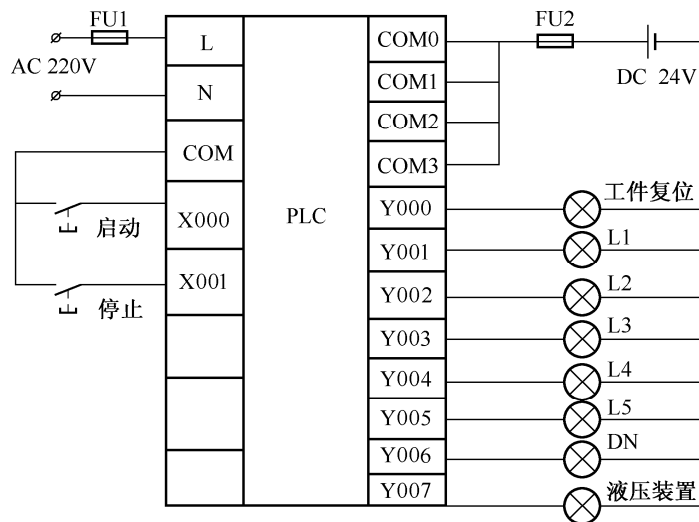 FU1
AC 220V
L
N
COM
X000
启动
X001
停止
PLC
COM0
COM1
COM2
COM3
Y000
Y001
Y002
Y003
Y004
Y005
Y006
Y007
FU2
DC 24V
工件复位
L1
L2
L3
L4
L5
DN
液压装置